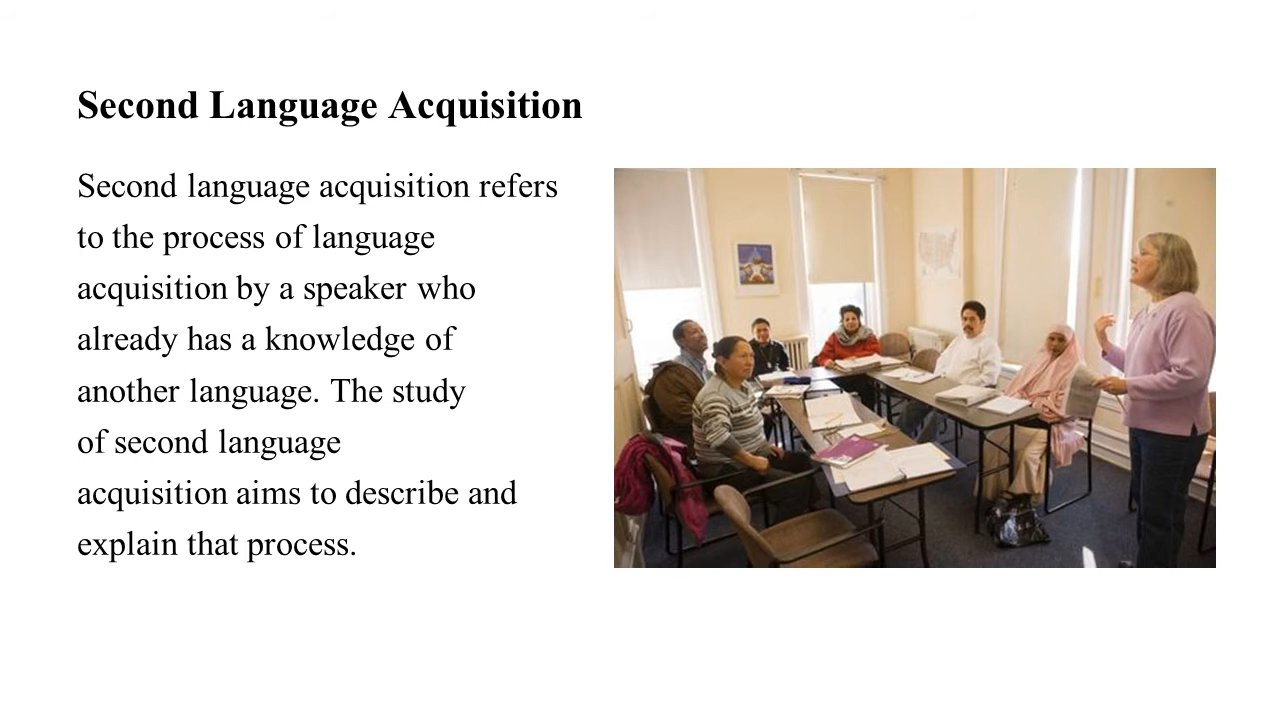 Second Language Acquisition
Second language acquisition refers
to the process of language
acquisition by a speaker who
already has a knowledge of
another language. The study
of second language
acquisition aims to describe and
explain that process.